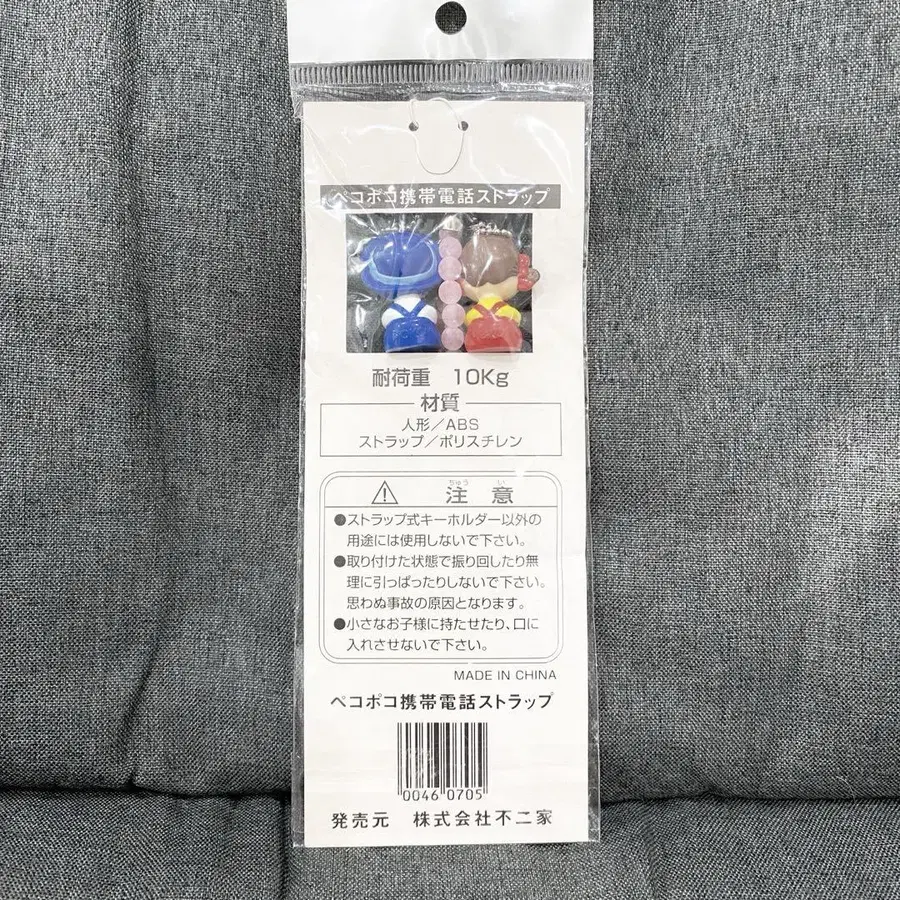 ペコポコ携帯電話ストラップ
耐荷重 10Kg
材質
人形／ABS
ストラップ／ポリスチレン
ちゅう い
⚠ 注意
●ストラップ式キーホルダー以外の
用途には使用しないで下さい。
●取り付けた状態で振り回したり無
理に引っぱったりしないで下さい。
思わぬ事故の原因となります。
●小さなお子様に持たせたり、口に
入れさせないで下さい。
MADE IN CHINA
ペコポコ携帯電話ストラップ
0046 0705
発売元 株式会社不二家